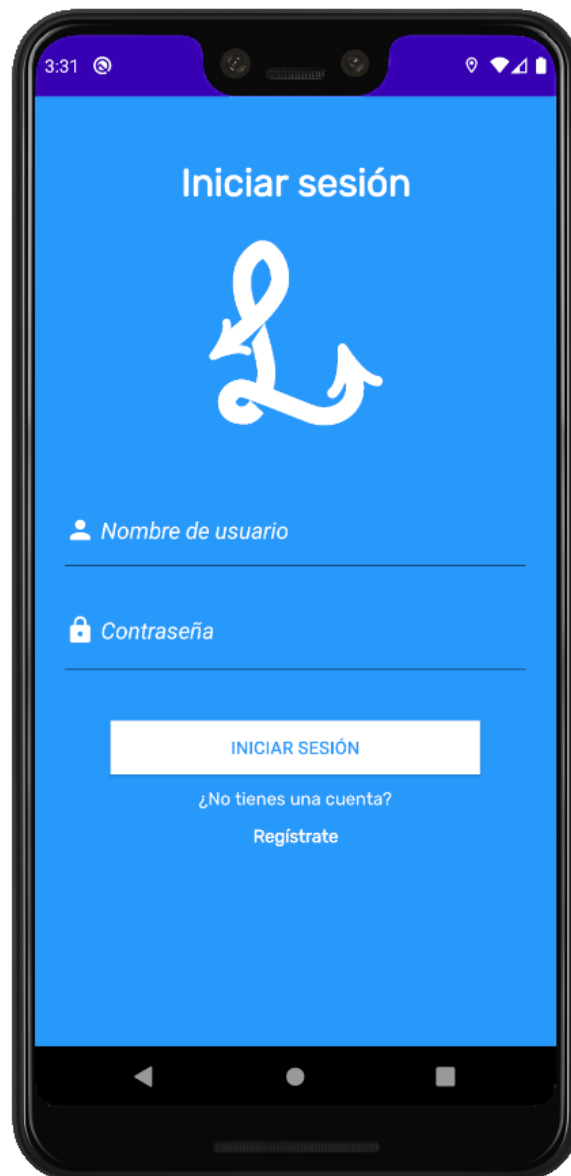 3:31
Iniciar sesión
Nombre de usuario
Contraseña
INICIAR SESIÓN
¿No tienes una cuenta?
Regístrate